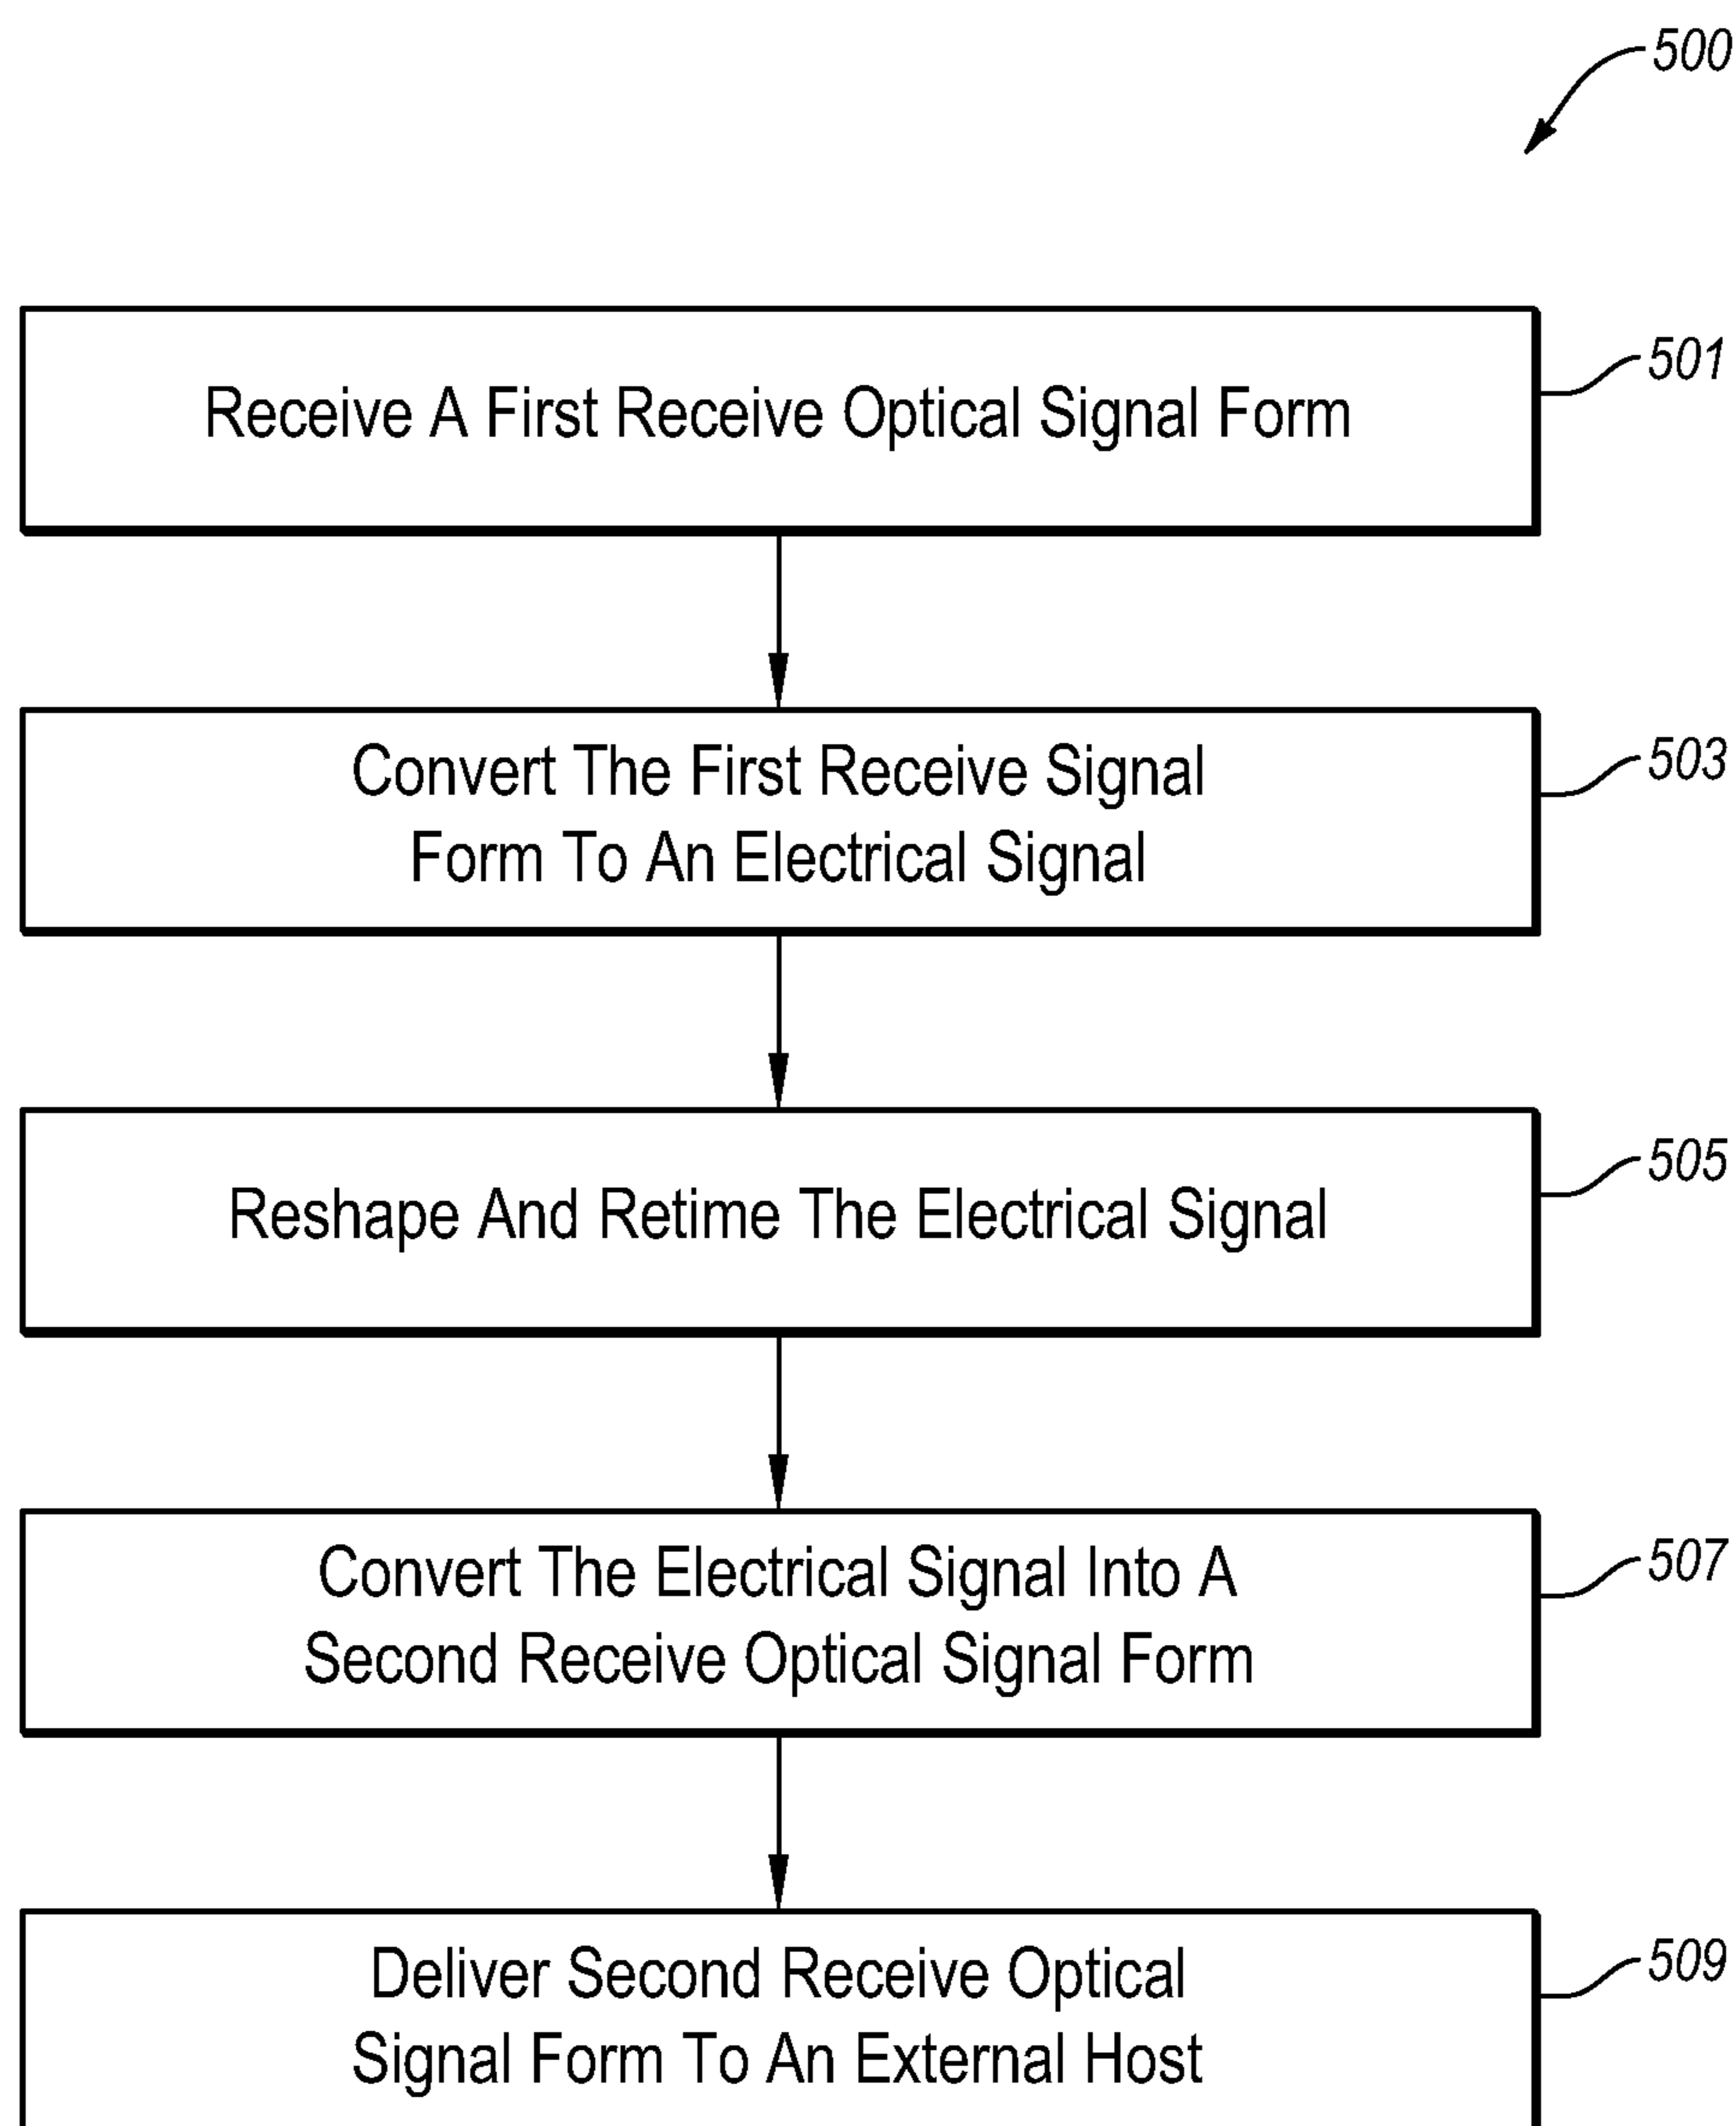 500
Receive A First Receive Optical Signal Form
501
Convert The First Receive Signal
Form To An Electrical Signal
503
Reshape And Retime The Electrical Signal
505
Convert The Electrical Signal Into A
Second Receive Optical Signal Form
507
Deliver Second Receive Optical
Signal Form To An External Host
509